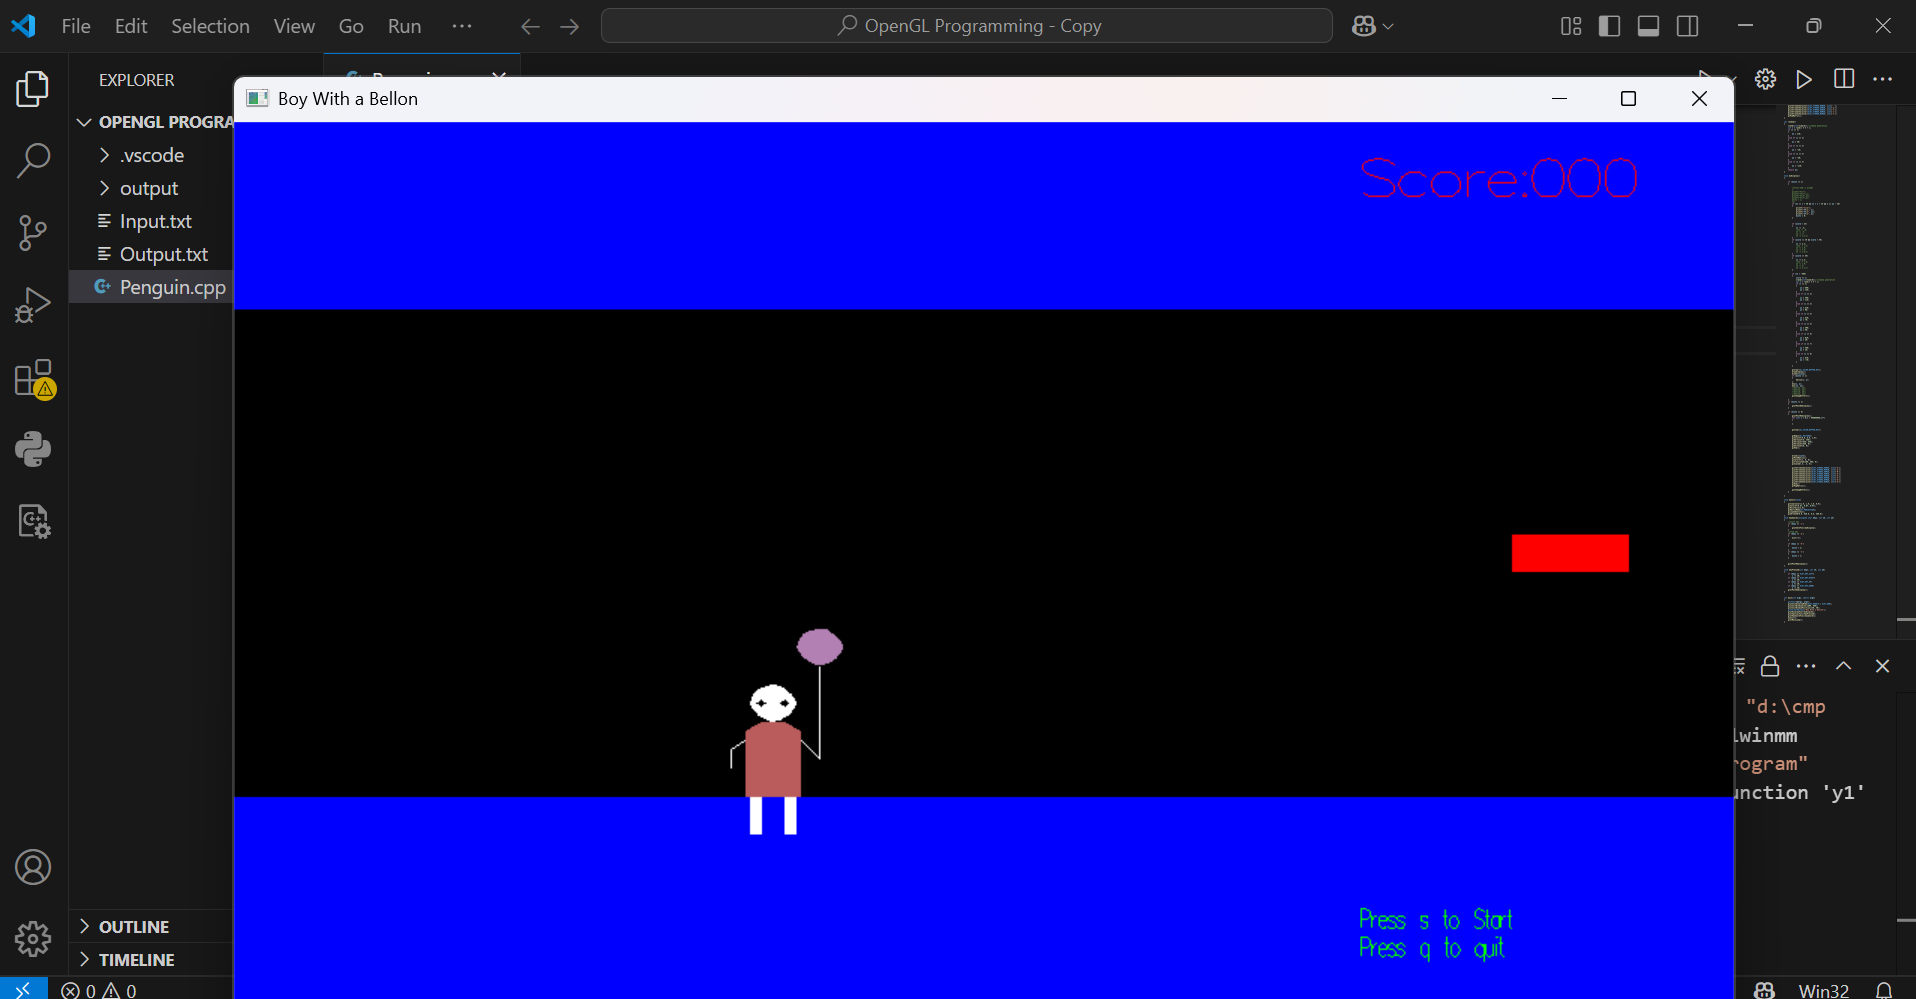 File Edit Selection View Go Run ···
OpenGL Programming - Copy
EXPLORER
OPENGL PROGRA
.vscode
output
Input.txt
Output.txt
Penguin.cpp
OUTLINE
TIMELINE
Boy With a Bellon
Score:000
Press s to Start
Press q to quit
"d:\cmp
lwinmm
rogram"
unction 'y1'
0 0
Win32